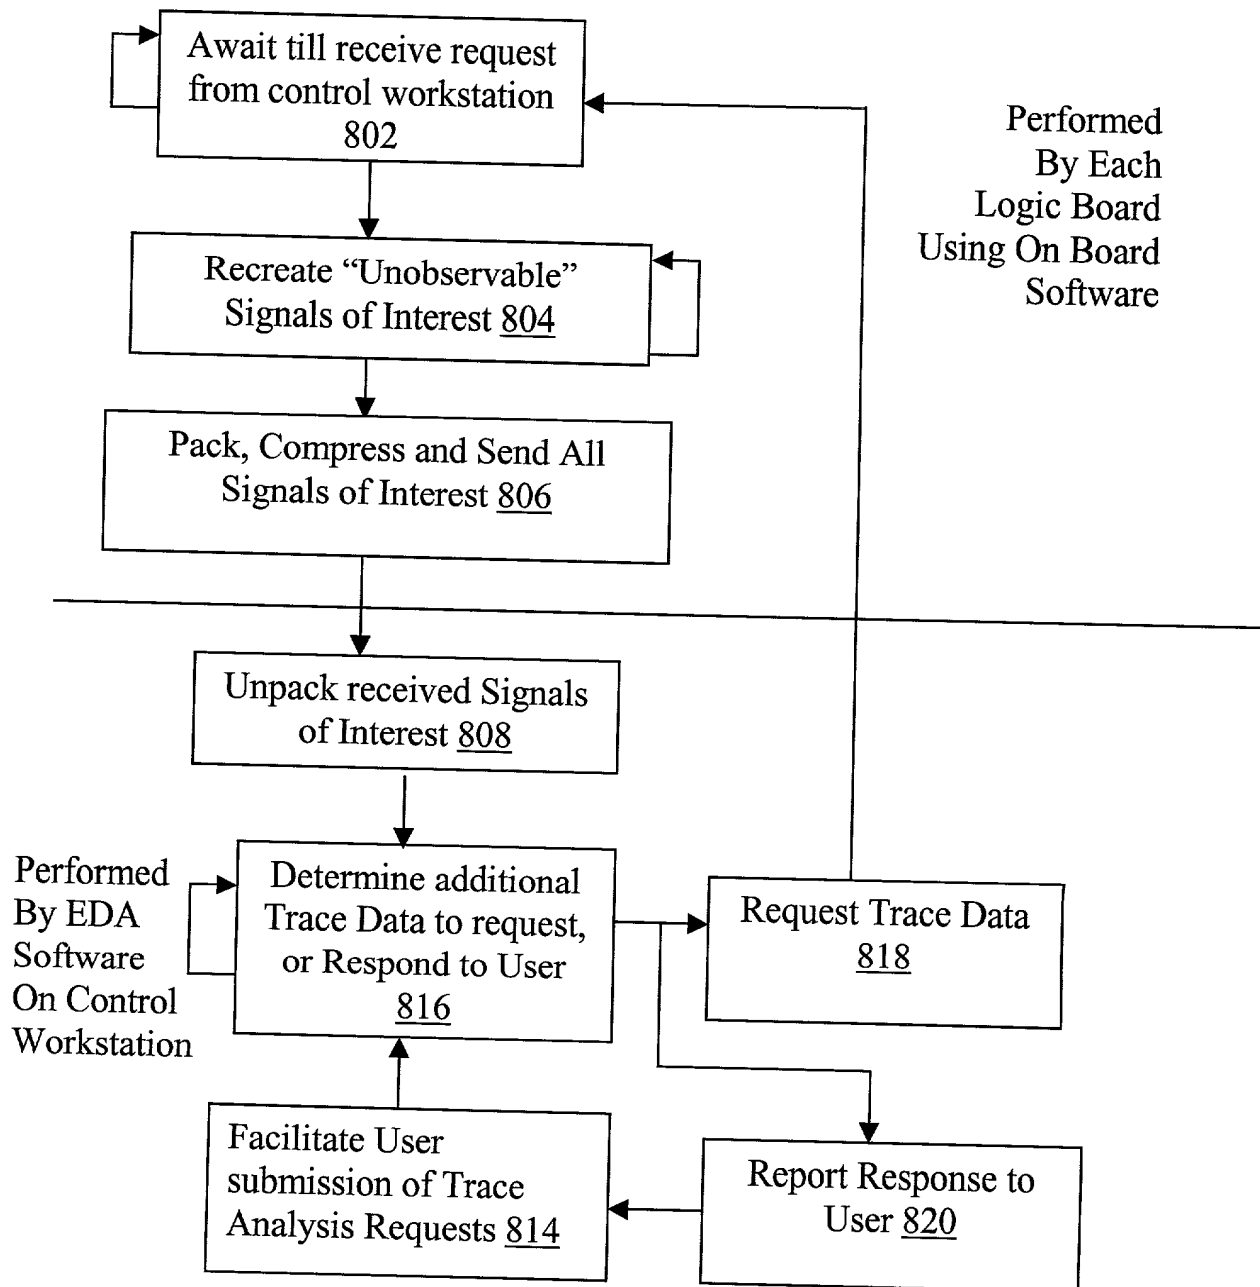 Await till receive request
from control workstation
802
Performed
By Each
Logic Board
Using On Board
Software
Recreate “Unobservable”
Signals of Interest 804
Pack, Compress and Send All
Signals of Interest 806
Unpack received Signals
of Interest 808
Performed
By EDA
Software
On Control
Workstation
Determine additional
Trace Data to request,
or Respond to User
816
Request Trace Data
818
Facilitate User
submission of Trace
Analysis Requests 814
Report Response to
User 820